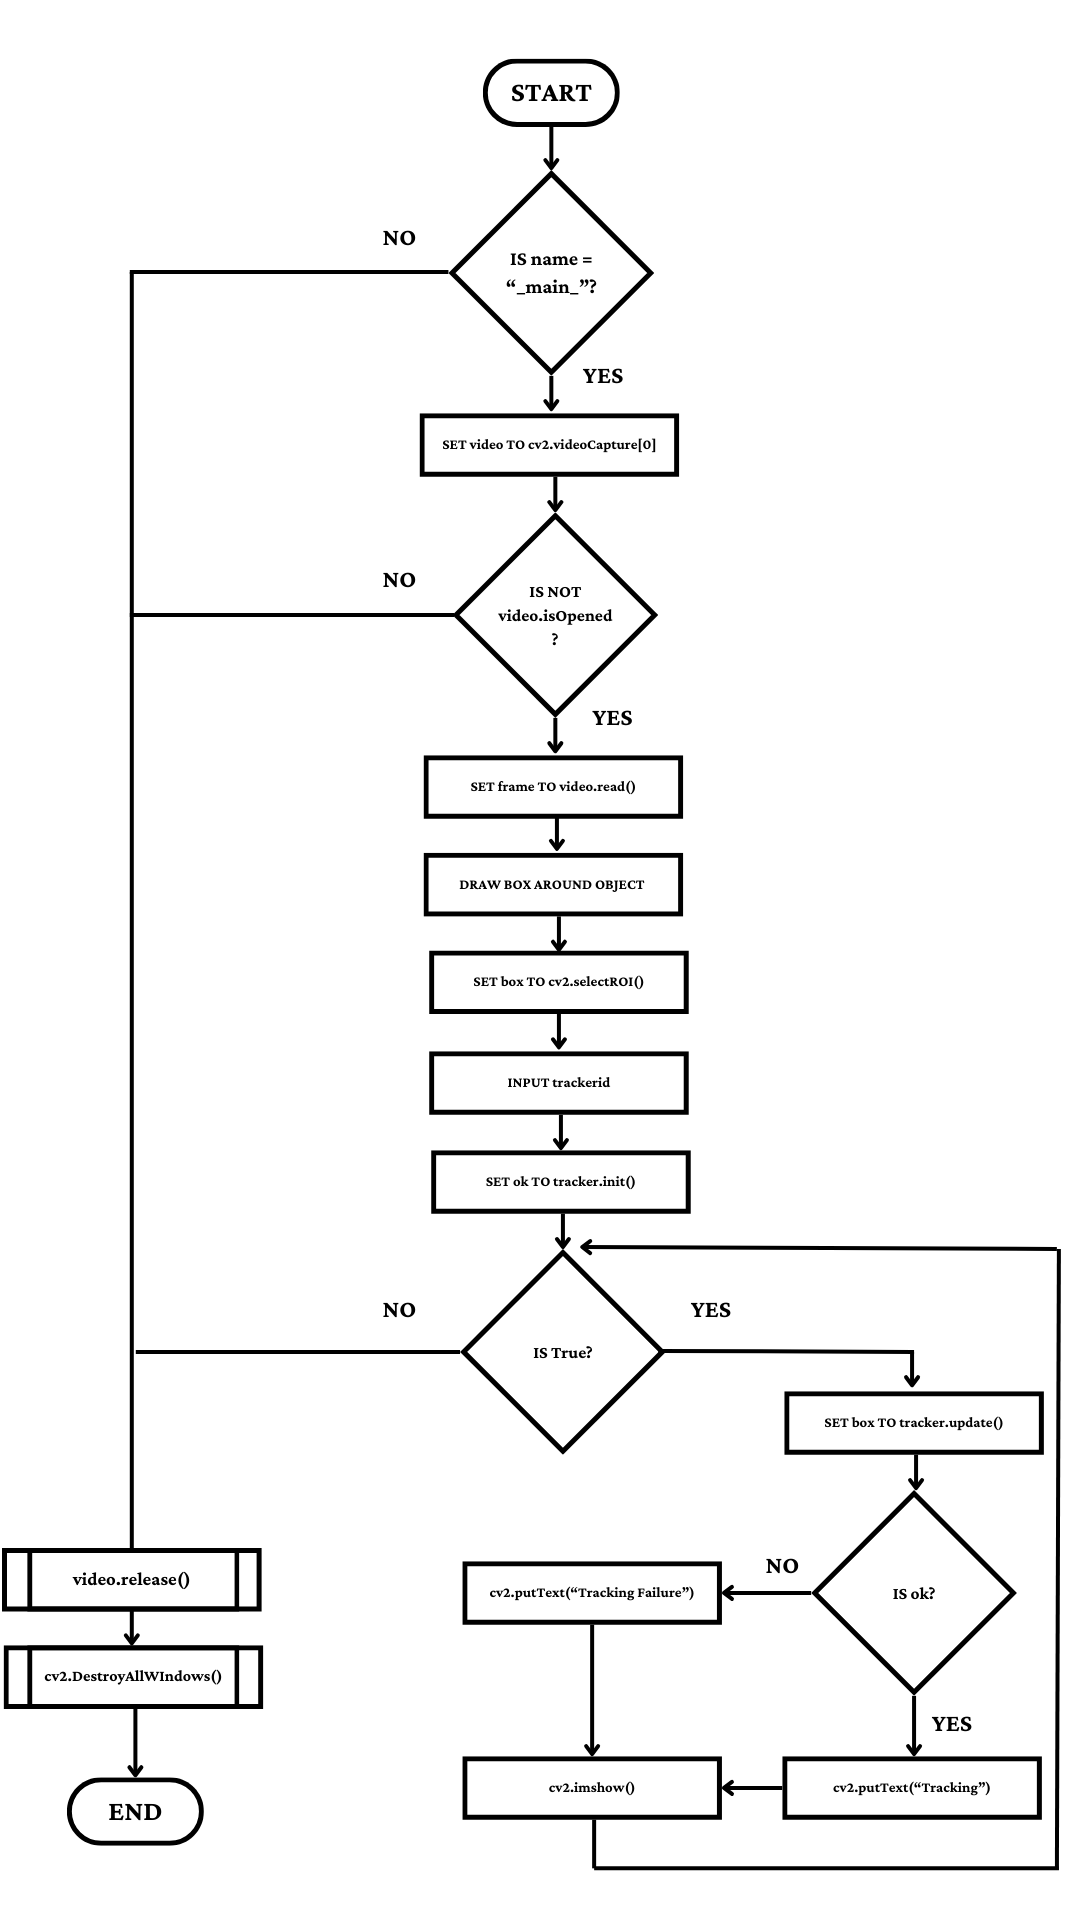 START
NO
IS name =
“_main_”?
YES
SET video TO cv2.videoCapture[0]
NO
IS NOT
video.isOpened
?
YES
SET frame TO video.read()
DRAW BOX AROUND OBJECT
SET box TO cv2.selectROI()
INPUT trackerid
SET ok TO tracker.init()
NO
YES
IS True?
SET box TO tracker.update()
NO
IS ok?
cv2.putText(“Tracking Failure”)
YES
cv2.putText(“Tracking”)
cv2.imshow()
video.release()
cv2.DestroyAllWIndows()
END